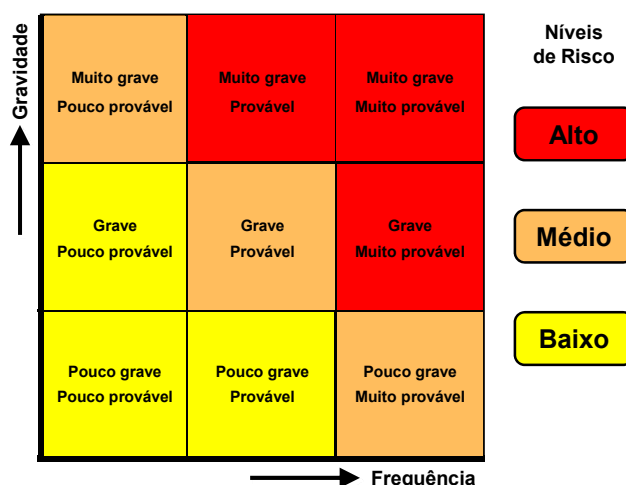 Gravidade
Muito grave
Pouco provável
Muito grave
Provável
Muito grave
Muito provável
Grave
Pouco provável
Grave
Provável
Grave
Muito provável
Pouco grave
Pouco provável
Pouco grave
Provável
Pouco grave
Muito provável
Frequência
Níveis
de Risco
Alto
Médio
Baixo